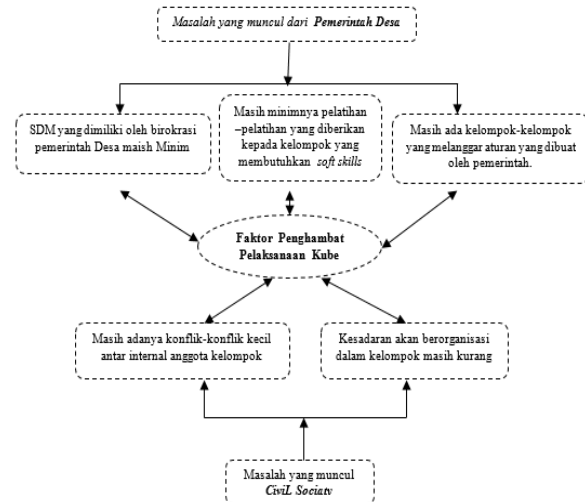 Masalah yang muncul dari Pemerintah Desa
SDM yang dimiliki oleh birokrasi
pemerintah Desa maish Minim
Masih minimnya pelatihan
–pelatihan yang diberikan
kepada kelompok yang
membutuhkan soft skills
Masih ada kelompok-kelompok
yang melanggar aturan yang dibuat
oleh pemerintah.
Faktor Penghambat
Pelaksanaan Kube
Masih adanya konflik-konflik kecil
antar internal anggota kelompok
Kesadaran akan berorganisasi
dalam kelompok masih kurang
Masalah yang muncul
CiviL Sociatv